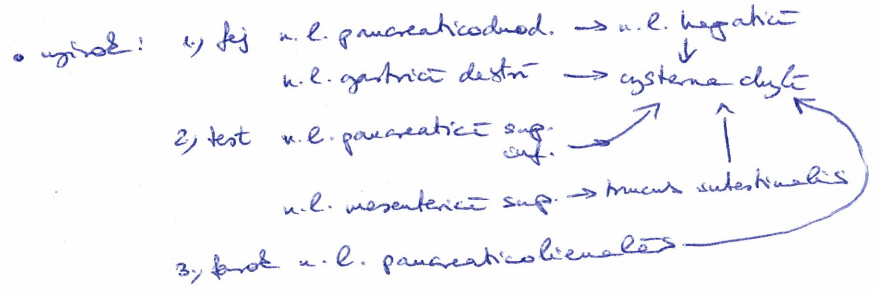 • nyirok: 1.) fej n.l. pancreaticoduod. → n.l. hepatici
↓
n.l. gastrici dextri → cysterna chyli
2.) test n.l. pancreatici sup.
inf. →
n.l. mesenterici sup. → truncus intestinalis
3.) farok n.l. pancreaticolienales